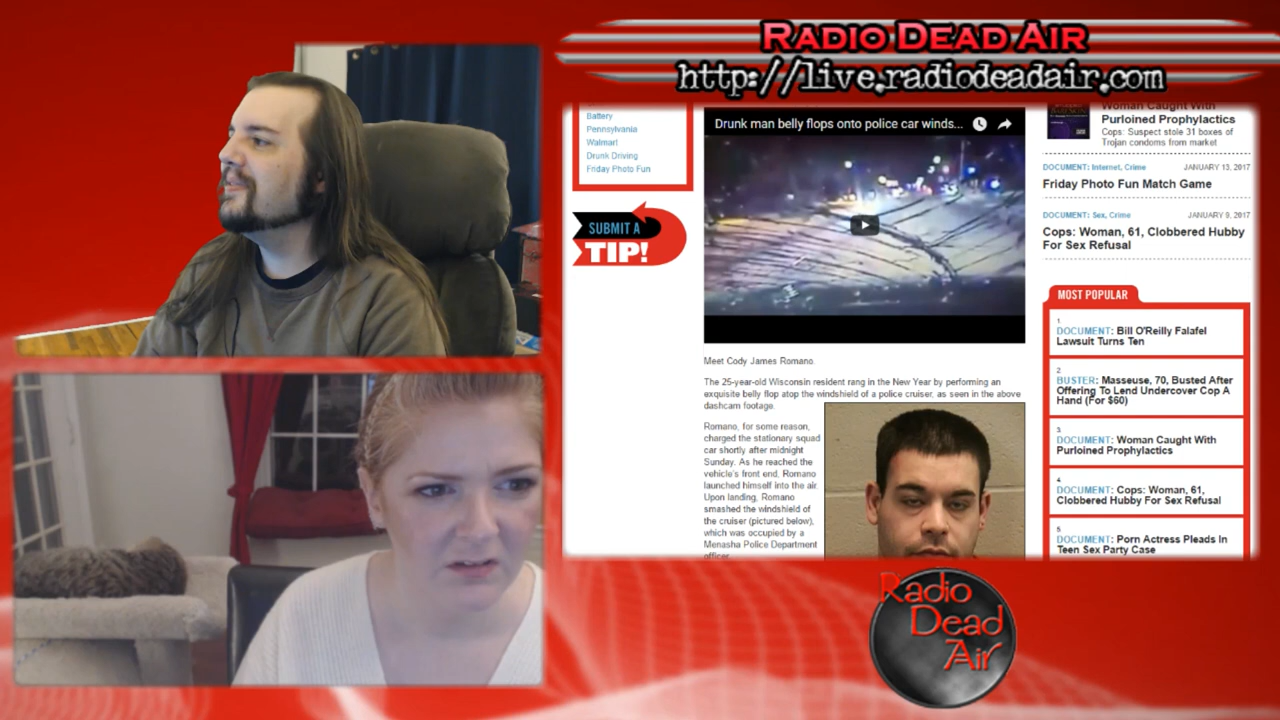 RADIO DEAD AIR
http://live.radiodeadair.com
Battery
Pennsylvania
Walmart
Drunk Driving
Friday Photo Fun
SUBMIT A
TIP!
Drunk man belly flops onto police car winds...
Meet Cody James Romano.
The 25-year-old Wisconsin resident rang in the New Year by performing an
exquisite belly flop atop the windshield of a police cruiser, as seen in the above
dashcam footage.
Romano, for some reason,
charged the stationary squad
car shortly after midnight
Sunday. As he reached the
vehicle's front end, Romano
launched himself into the air.
Upon landing, Romano
smashed the windshield of
the cruiser (pictured below),
which was occupied by a
Menasha Police Department
officer.
Woman Caught With
Purloined Prophylactics
Cops: Suspect stole 31 boxes of
Trojan condoms from market
DOCUMENT: Internet, Crime JANUARY 13, 2017
Friday Photo Fun Match Game
DOCUMENT: Sex, Crime JANUARY 9, 2017
Cops: Woman, 61, Clobbered Hubby
For Sex Refusal
MOST POPULAR
1
DOCUMENT: Bill O'Reilly Falafel
Lawsuit Turns Ten
2
BUSTER: Masseuse, 70, Busted After
Offering To Lend Undercover Cop A
Hand (For $60)
3
DOCUMENT: Woman Caught With
Purloined Prophylactics
4
DOCUMENT: Cops: Woman, 61,
Clobbered Hubby For Sex Refusal
5
DOCUMENT: Porn Actress Pleads In
Teen Sex Party Case
Radio
Dead
Air